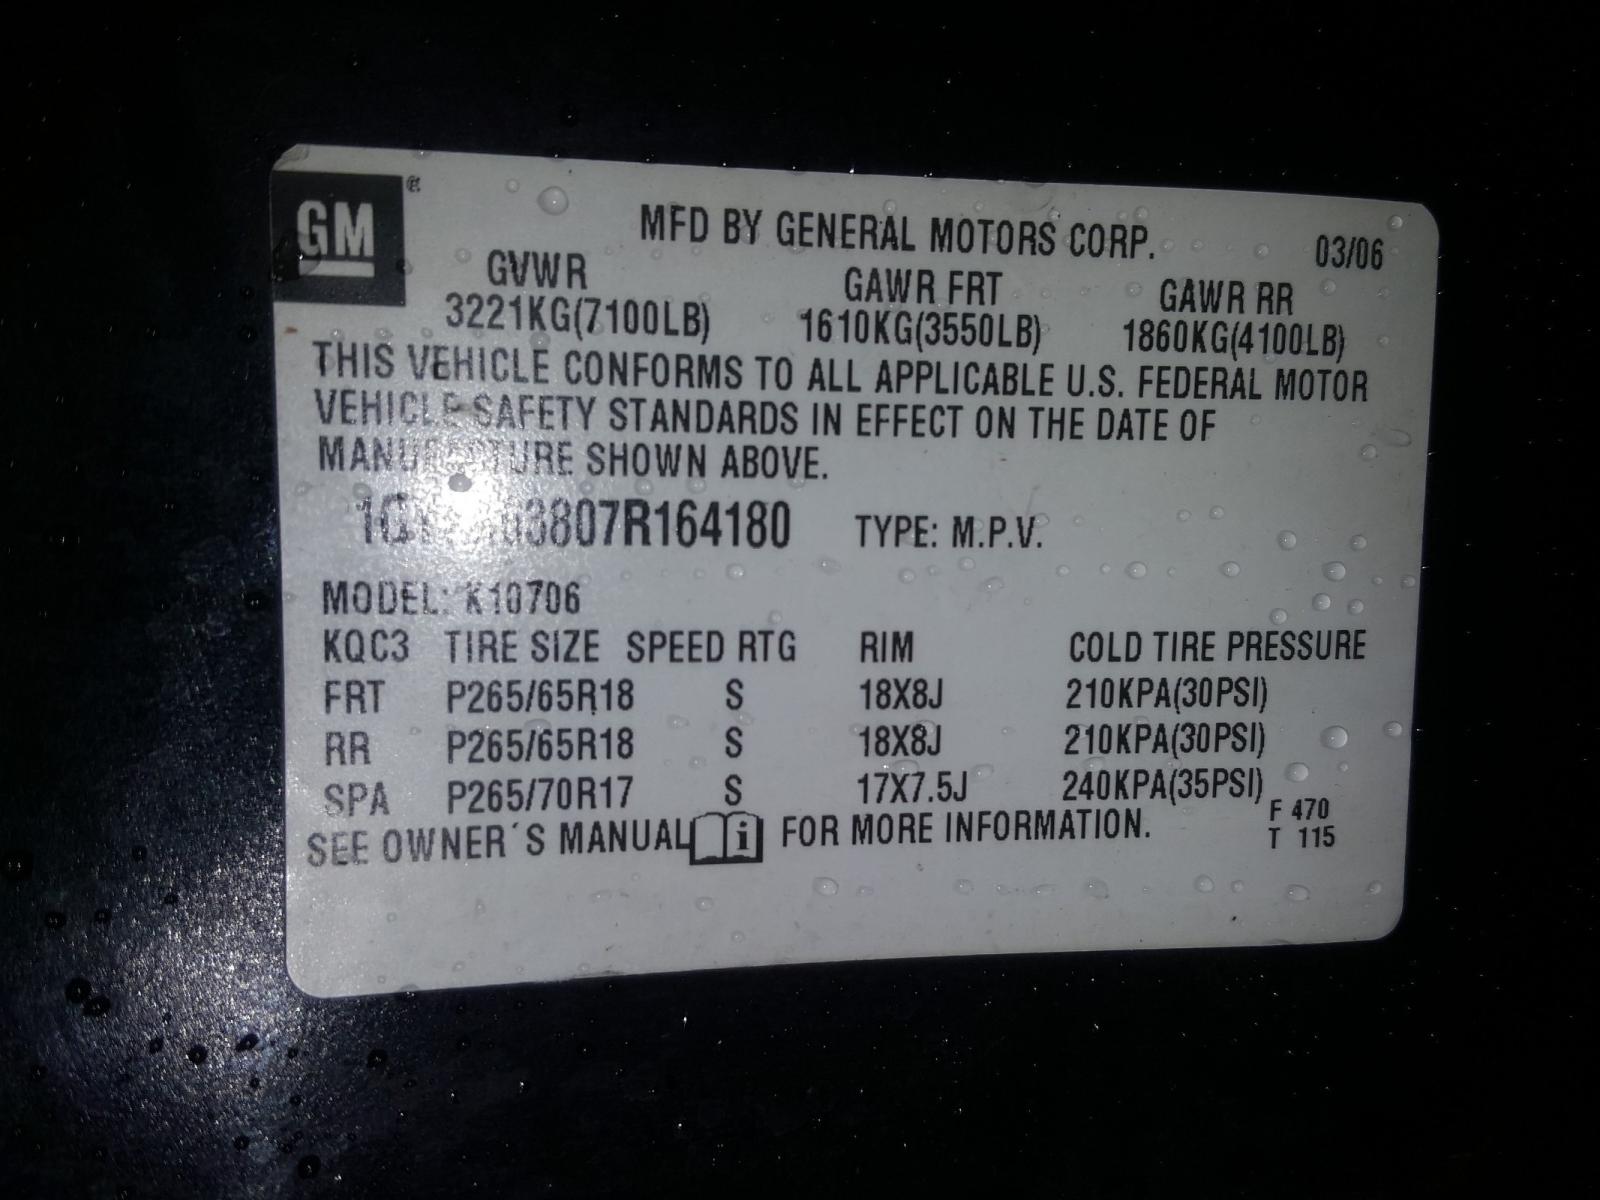 GM ®
MFD BY GENERAL MOTORS CORP. 03/06
GVWR GAWR FRT GAWR RR
3221KG(7100LB) 1610KG(3550LB) 1860KG(4100LB)
THIS VEHICLE CONFORMS TO ALL APPLICABLE U.S. FEDERAL MOTOR
VEHICLE SAFETY STANDARDS IN EFFECT ON THE DATE OF
MANUFACTURE SHOWN ABOVE.
TYPE: M.P.V.
MODEL: K10706
KQC3 TIRE SIZE SPEED RTG RIM COLD TIRE PRESSURE
FRT P265/65R18 S 18X8J 210KPA(30PSI)
RR P265/65R18 S 18X8J 210KPA(30PSI)
SPA P265/70R17 S 17X7.5J 240KPA(35PSI)
SEE OWNER´S MANUAL i FOR MORE INFORMATION.
F 470
T 115